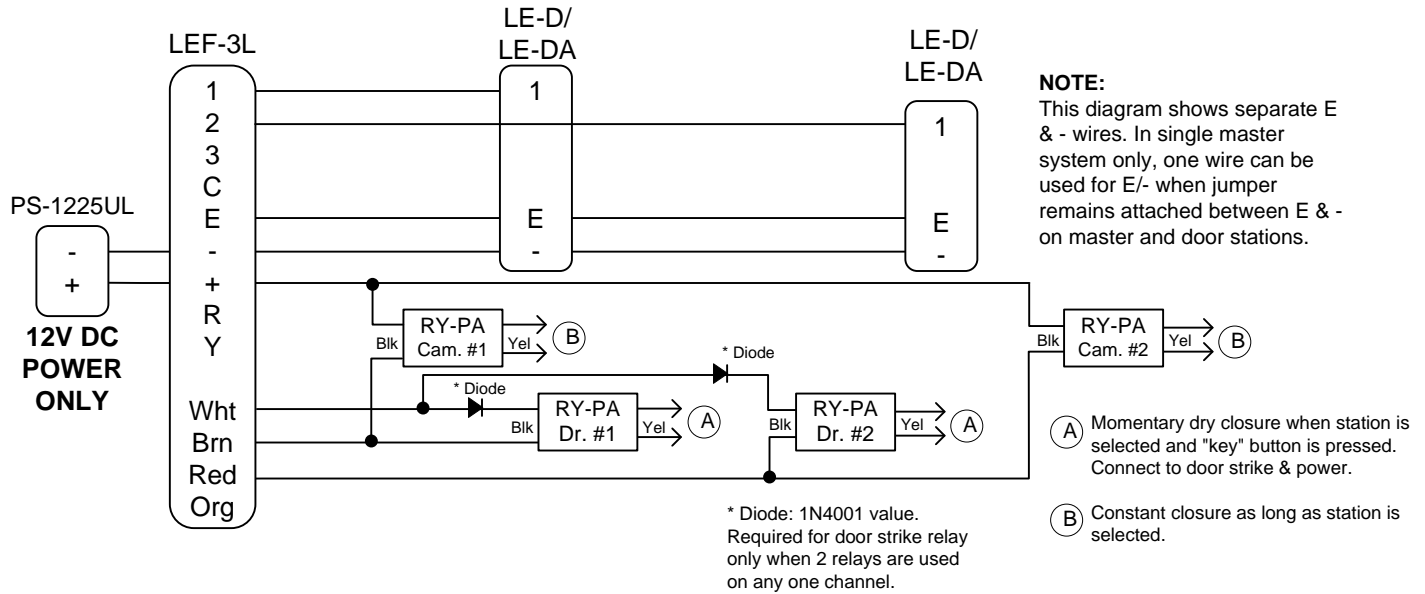 LE-D/
LE-DA
LEF-3L
LE-D/
LE-DA
NOTE:
This diagram shows separate E
& - wires. In single master
system only, one wire can be
used for E/- when jumper
remains attached between E & -
on master and door stations.
1
2
3
C
E
-
+
R
Y
Wht
Brn
Red
Org
1
E
-
1
E
-
PS-1225UL
-
+
12V DC
POWER
ONLY
Blk
RY-PA
Cam. #1
Yel
B
Blk
RY-PA
Cam. #2
Yel
B
* Diode
* Diode
Blk
RY-PA
Dr. #1
Yel
A
Blk
RY-PA
Dr. #2
Yel
A
A
Momentary dry closure when station is
selected and "key" button is pressed.
Connect to door strike & power.
B
Constant closure as long as station is
selected.
* Diode: 1N4001 value.
Required for door strike relay
only when 2 relays are used
on any one channel.